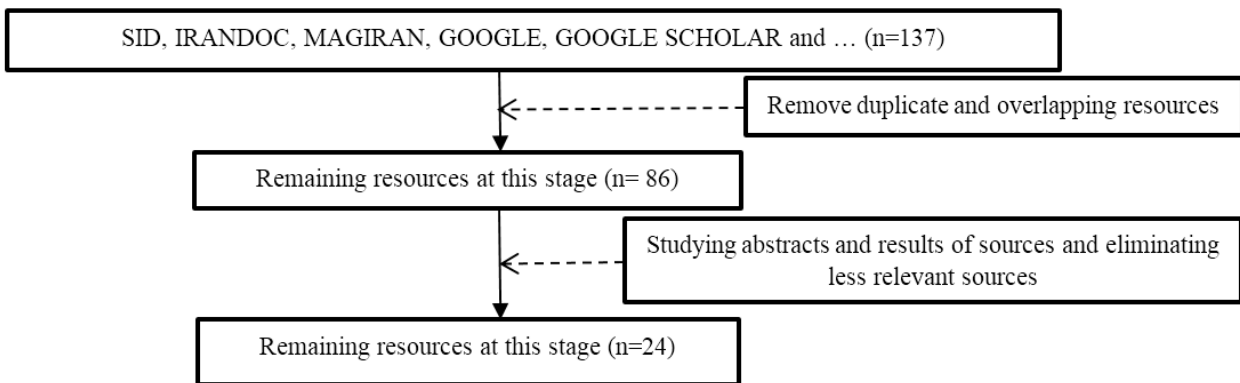 SID, IRANDOC, MAGIRAN, GOOGLE, GOOGLE SCHOLAR and … (n=137)
Remove duplicate and overlapping resources
Remaining resources at this stage (n= 86)
Studying abstracts and results of sources and eliminating
less relevant sources
Remaining resources at this stage (n=24)